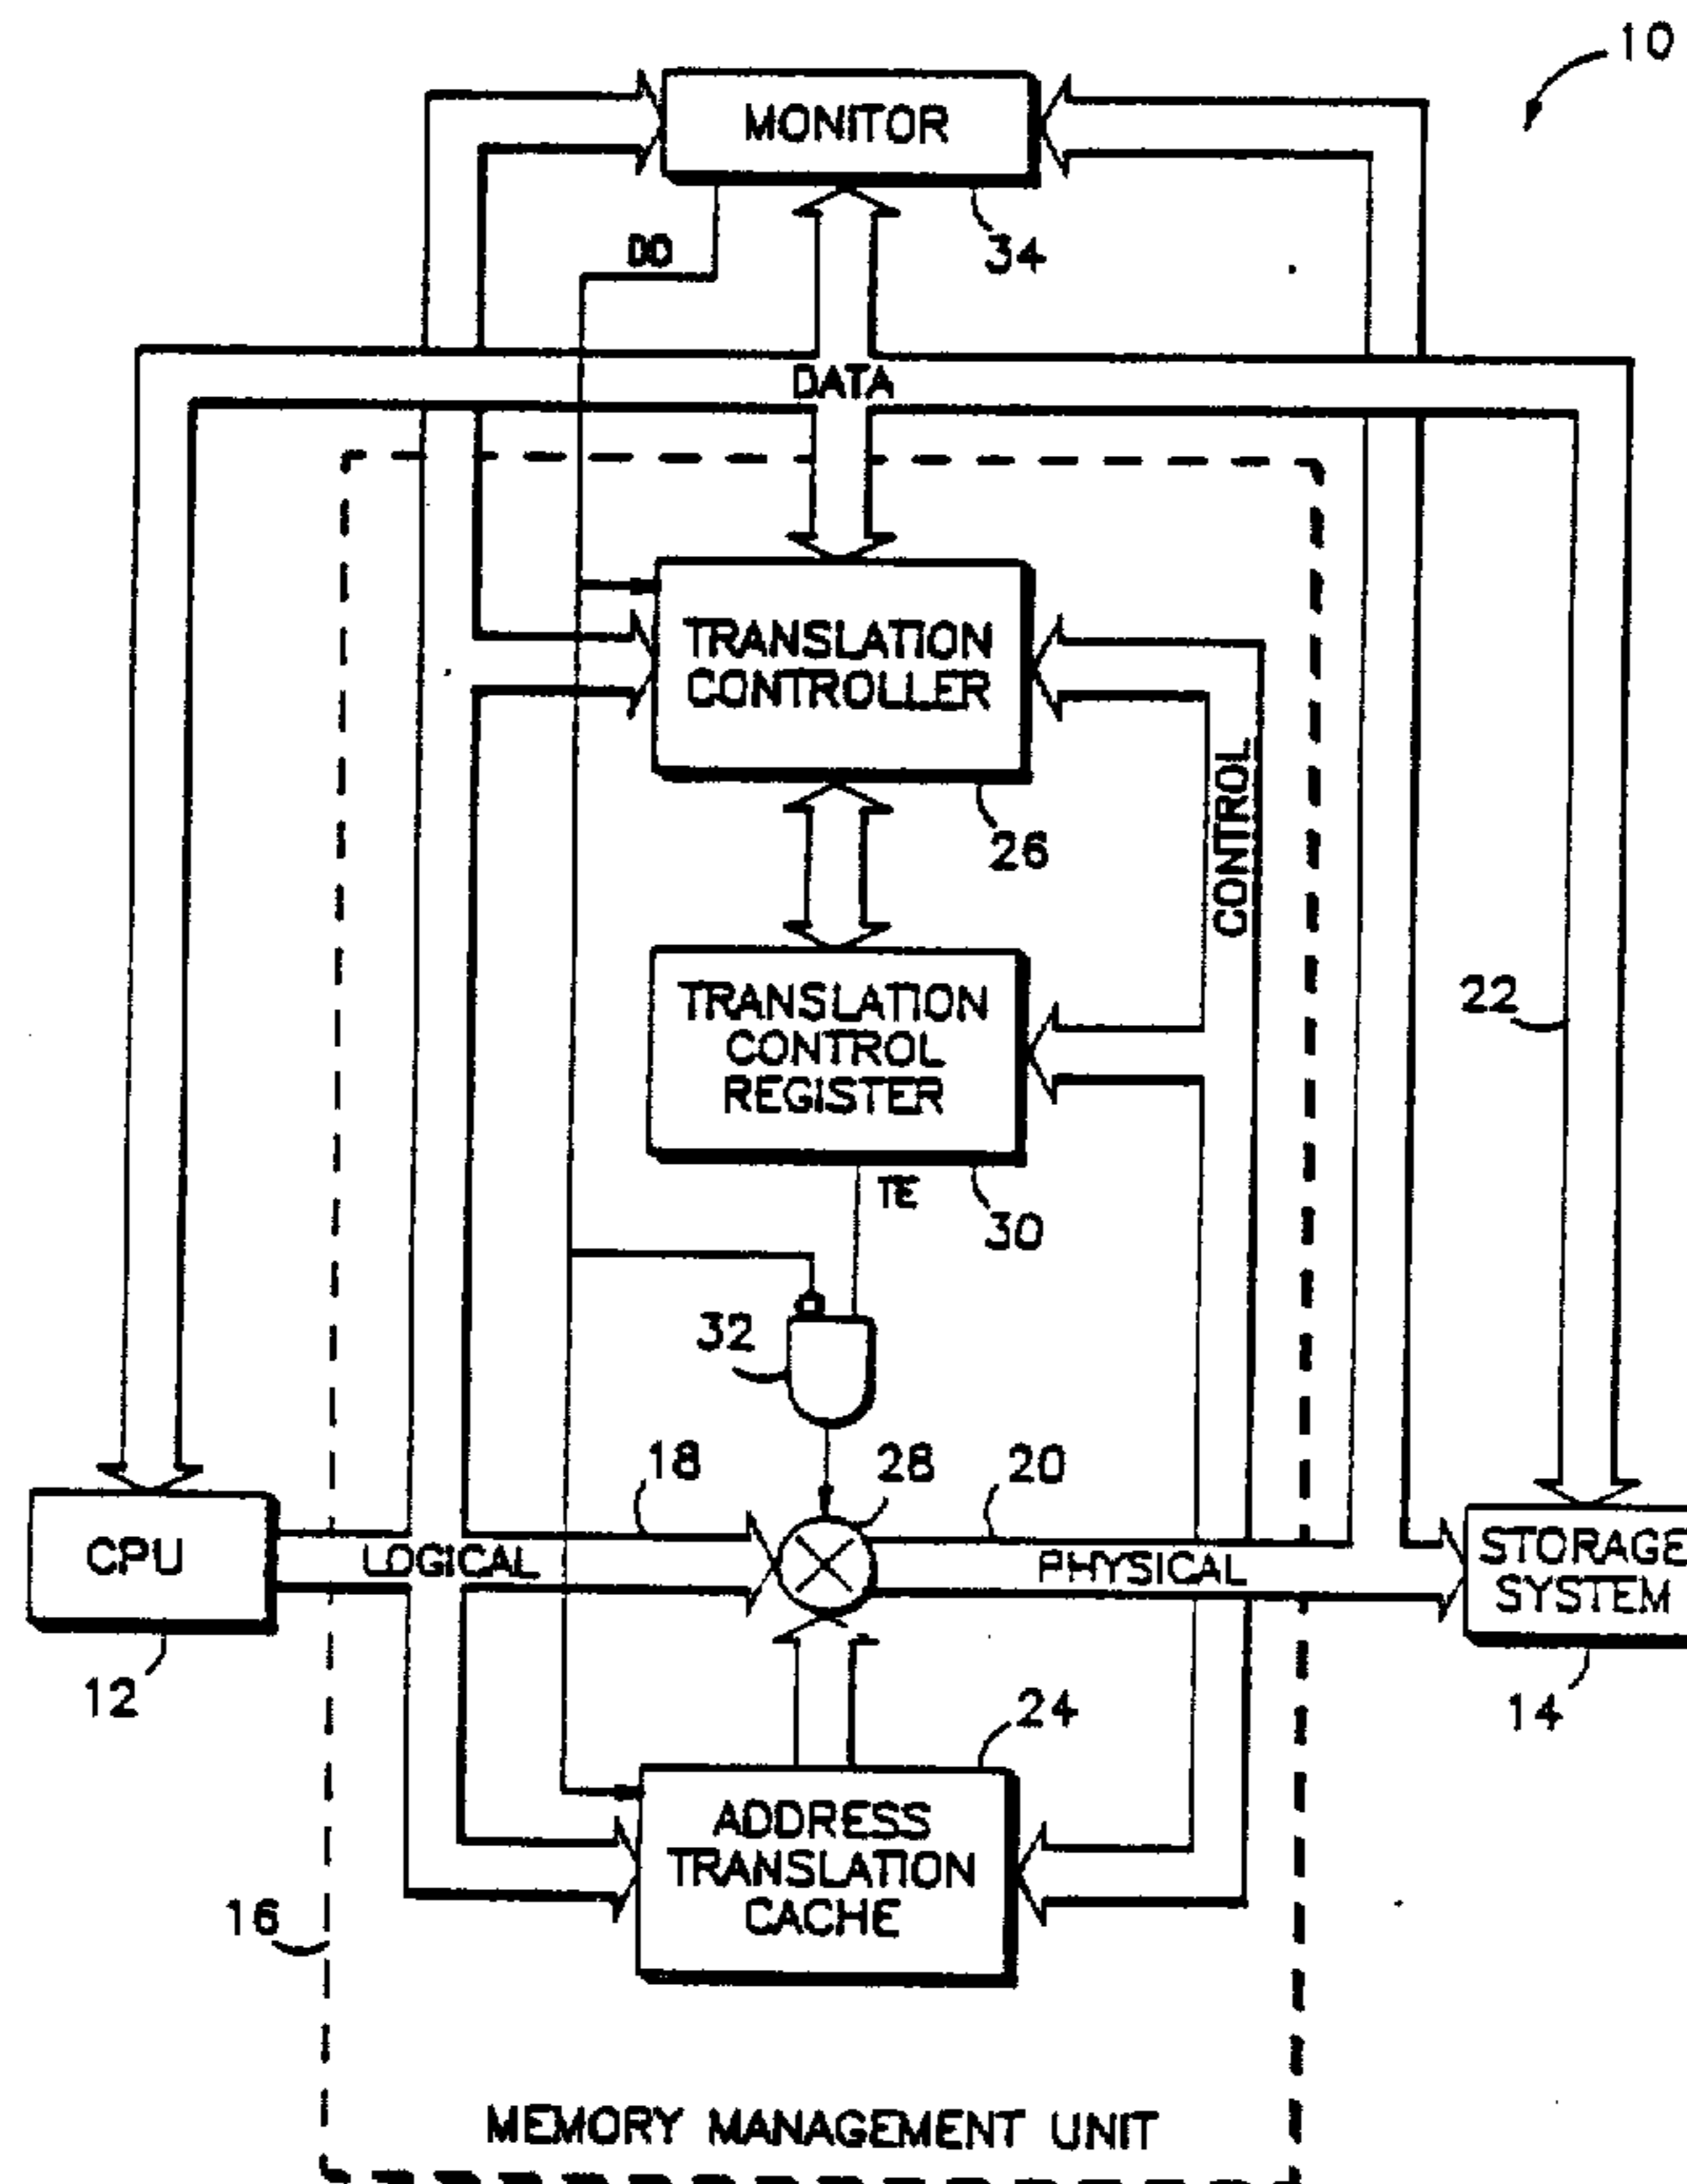 10
MONITOR
34
DO
DATA
TRANSLATION
CONTROLLER
26
CONTROL
TRANSLATION
CONTROL
REGISTER
22
TE
30
32
18
28
20
CPU
LOGICAL
PHYSICAL
STORAGE
SYSTEM
12
14
24
ADDRESS
TRANSLATION
CACHE
16
MEMORY MANAGEMENT UNIT